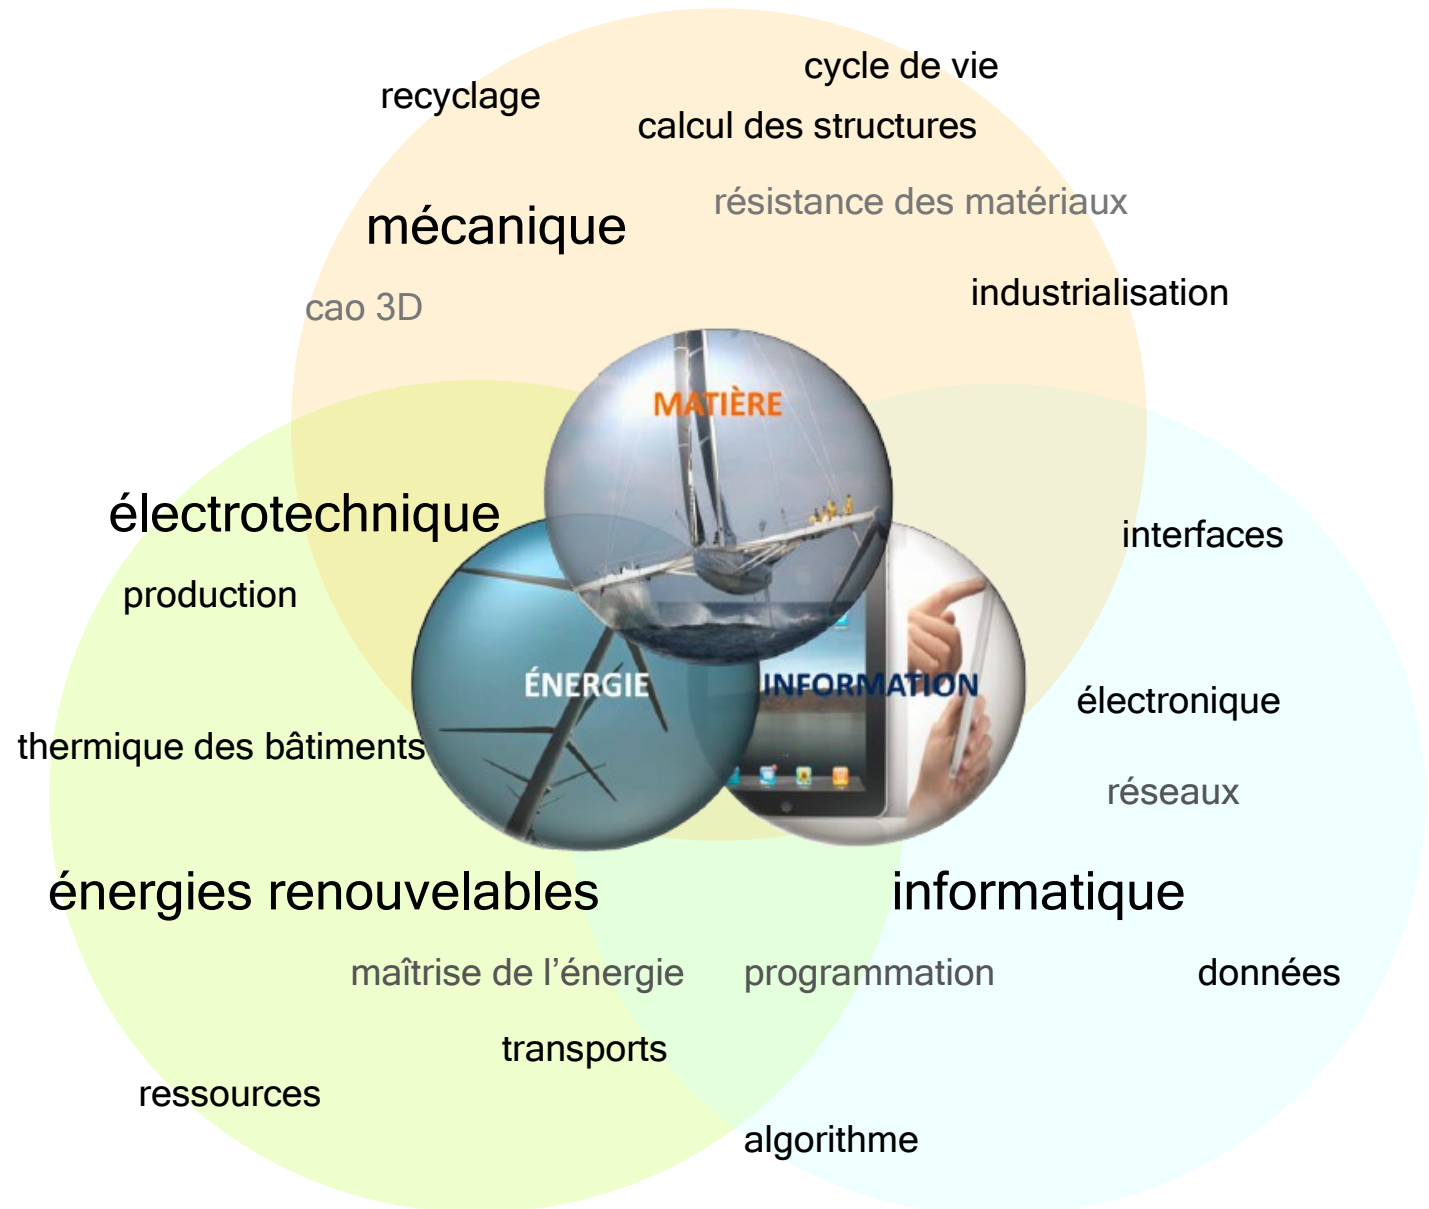 cycle de vie
recyclage
calcul des structures
résistance des matériaux
mécanique
industrialisation
cao 3D
MATIÈRE
électrotechnique
interfaces
production
ÉNERGIE
INFORMATION
électronique
thermique des bâtiments
réseaux
énergies renouvelables
informatique
maîtrise de l’énergie
programmation
données
transports
ressources
algorithme